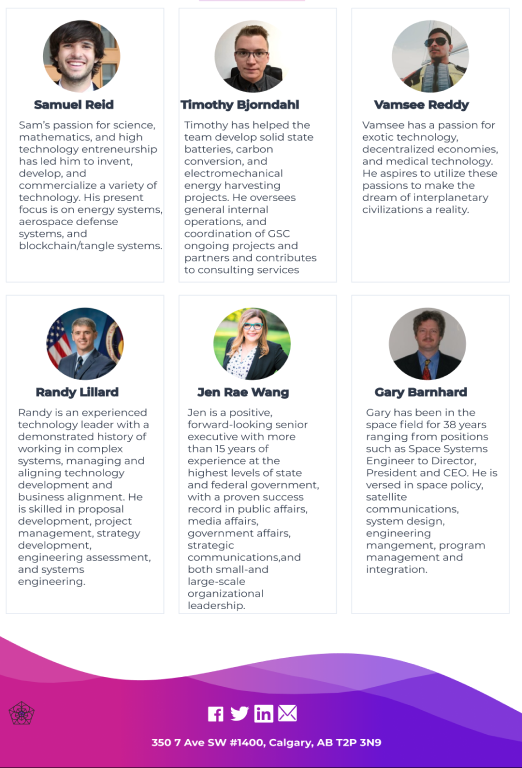 Samuel Reid
Sam's passion for science,
mathematics, and high
technology entreneurship
has led him to invent,
develop, and
commercialize a variety of
technology. His present
focus is on energy systems,
aerospace defense
systems, and
blockchain/tangle systems.
Timothy Bjorndahl
Timothy has helped the
team develop solid state
batteries, carbon
conversion, and
electromechanical
energy harvesting
projects. He oversees
general internal
operations, and
coordination of GSC
ongoing projects and
partners and contributes
to consulting services
Vamsee Reddy
Vamsee has a passion for
exotic technology,
decentralized economies,
and medical technology.
He aspires to utilize these
passions to make the
dream of interplanetary
civilizations a reality.
Randy Lillard
Randy is an experienced
technology leader with a
demonstrated history of
working in complex
systems, managing and
aligning technology
development and
business alignment. He
is skilled in proposal
development, project
management, strategy
development,
engineering assessment,
and systems
engineering.
Jen Rae Wang
Jen is a positive,
forward-looking senior
executive with more
than 15 years of
experience at the
highest levels of state
and federal government,
with a proven success
record in public affairs,
media affairs,
government affairs,
strategic
communications,and
both small-and
large-scale
organizational
leadership.
Gary Barnhard
Gary has been in the
space field for 38 years
ranging from positions
such as Space Systems
Engineer to Director,
President and CEO. He is
versed in space policy,
satellite
communications,
system design,
engineering
mangement, program
management and
integration.
350 7 Ave SW #1400, Calgary, AB T2P 3N9